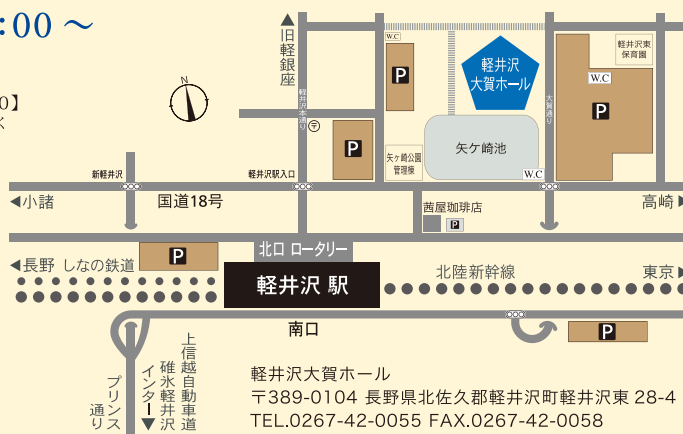 :00 ～
0】
く
▲旧軽銀座
N
軽井沢本通り
〒
P
W.C
P
軽井沢
大賀ホール
大賀通り
W.C
軽井沢東
保育園
P
矢ケ崎池
矢ケ崎公園
管理棟
W.C
新軽井沢
軽井沢駅入口
◀小諸
国道18号
茜屋珈琲店
P
高崎▶
◀長野 しなの鉄道
P
北口 ロータリー
軽井沢 駅
北陸新幹線
東京▶
南口
P
プリンス
通り
上信越自動車道
碓氷軽井沢
インター▼
軽井沢大賀ホール
〒389-0104 長野県北佐久郡軽井沢町軽井沢東 28-4
TEL.0267-42-0055 FAX.0267-42-0058